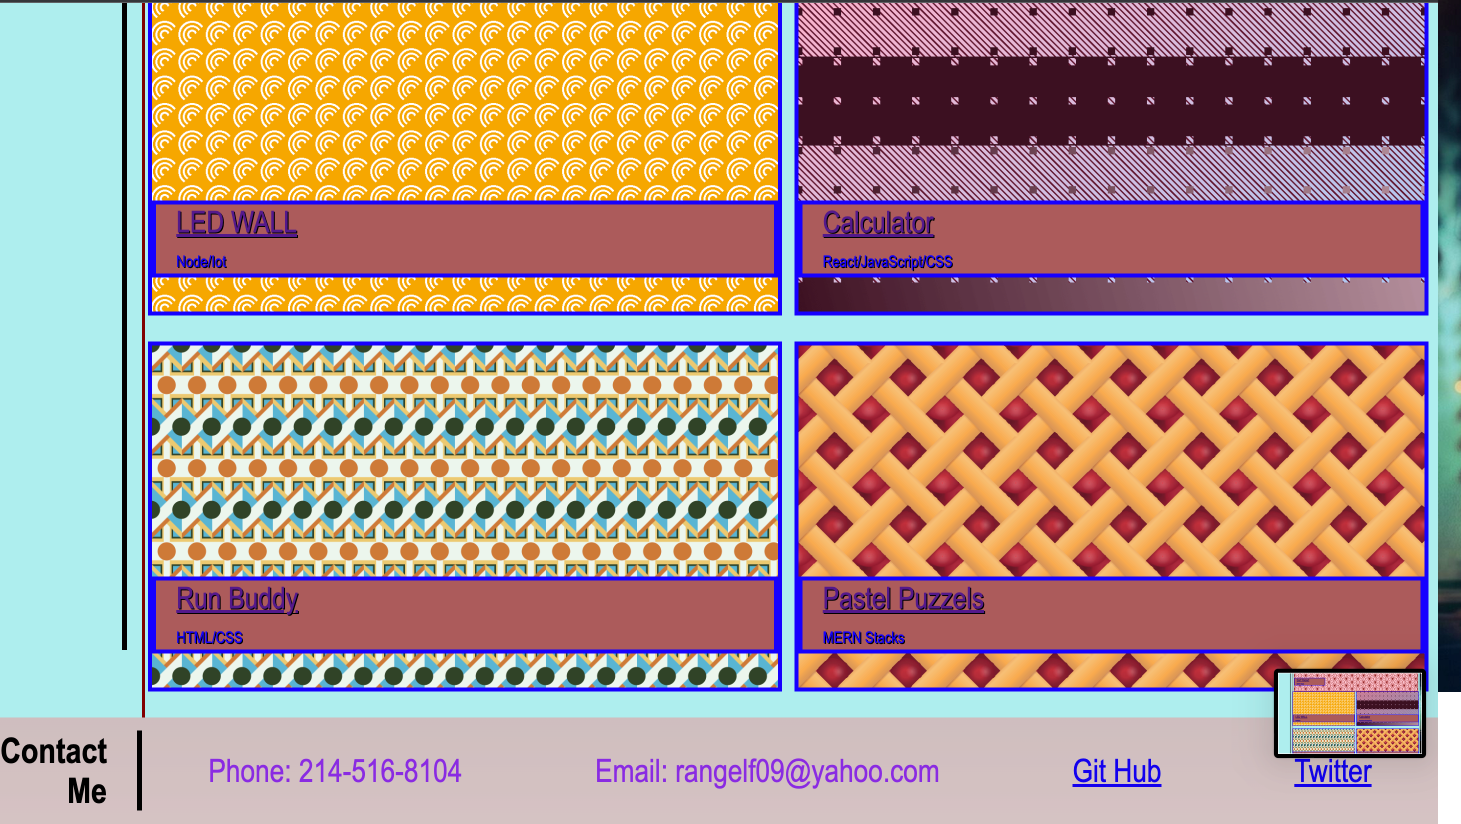 LED WALL
Node/Iot
Calculator
React/JavaScript/CSS
Run Buddy
HTML/CSS
Pastel Puzzels
MERN Stacks
Contact
Me
Phone: 214-516-8104
Email: rangelf09@yahoo.com
Git Hub
Twitter